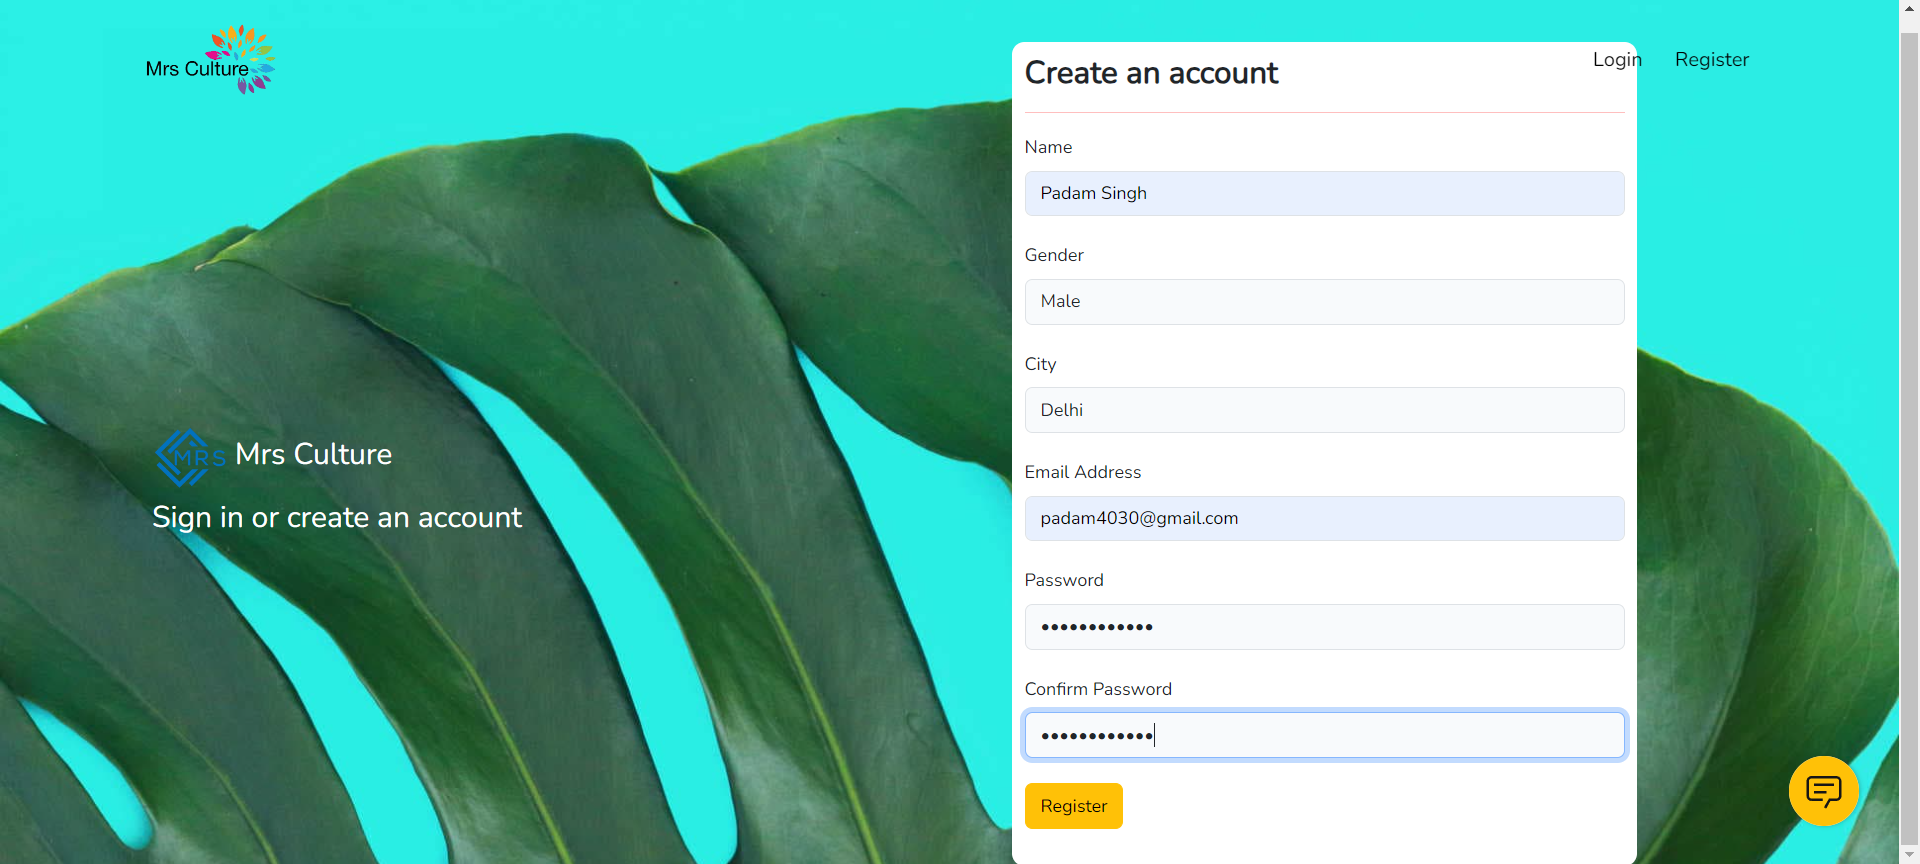 Mrs Culture
Login Register
Create an account
Name
Padam Singh
Gender
Male
City
Delhi
Email Address
padam4030@gmail.com
Password
••••••••••••
Confirm Password
••••••••••••
Register
MRS Mrs Culture
Sign in or create an account